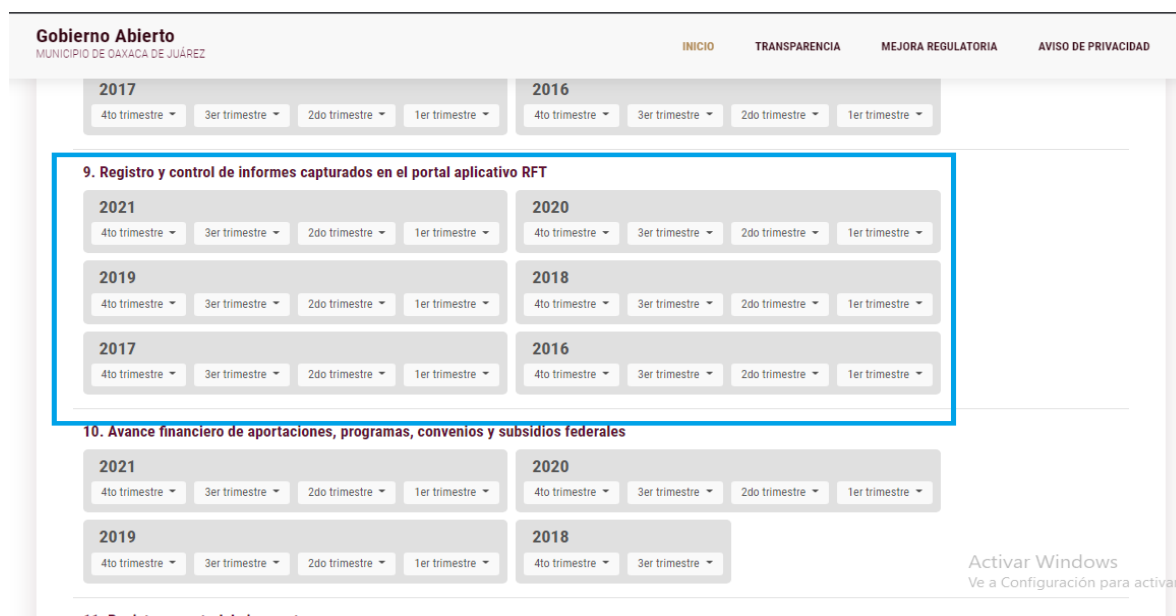 Gobierno Abierto
MUNICIPIO DE OAXACA DE JUÁREZ
INICIO TRANSPARENCIA MEJORA REGULATORIA AVISO DE PRIVACIDAD
2017 2016
4to trimestre 3er trimestre 2do trimestre 1er trimestre 4to trimestre 3er trimestre 2do trimestre 1er trimestre
9. Registro y control de informes capturados en el portal aplicativo RFT
2021 2020
4to trimestre 3er trimestre 2do trimestre 1er trimestre 4to trimestre 3er trimestre 2do trimestre 1er trimestre
2019 2018
4to trimestre 3er trimestre 2do trimestre 1er trimestre 4to trimestre 3er trimestre 2do trimestre 1er trimestre
2017 2016
4to trimestre 3er trimestre 2do trimestre 1er trimestre 4to trimestre 3er trimestre 2do trimestre 1er trimestre
10. Avance financiero de aportaciones, programas, convenios y subsidios federales
2021 2020
4to trimestre 3er trimestre 2do trimestre 1er trimestre 4to trimestre 3er trimestre 2do trimestre 1er trimestre
2019 2018
4to trimestre 3er trimestre 2do trimestre 1er trimestre 4to trimestre 3er trimestre
Activar Windows
Ve a Configuración para activar